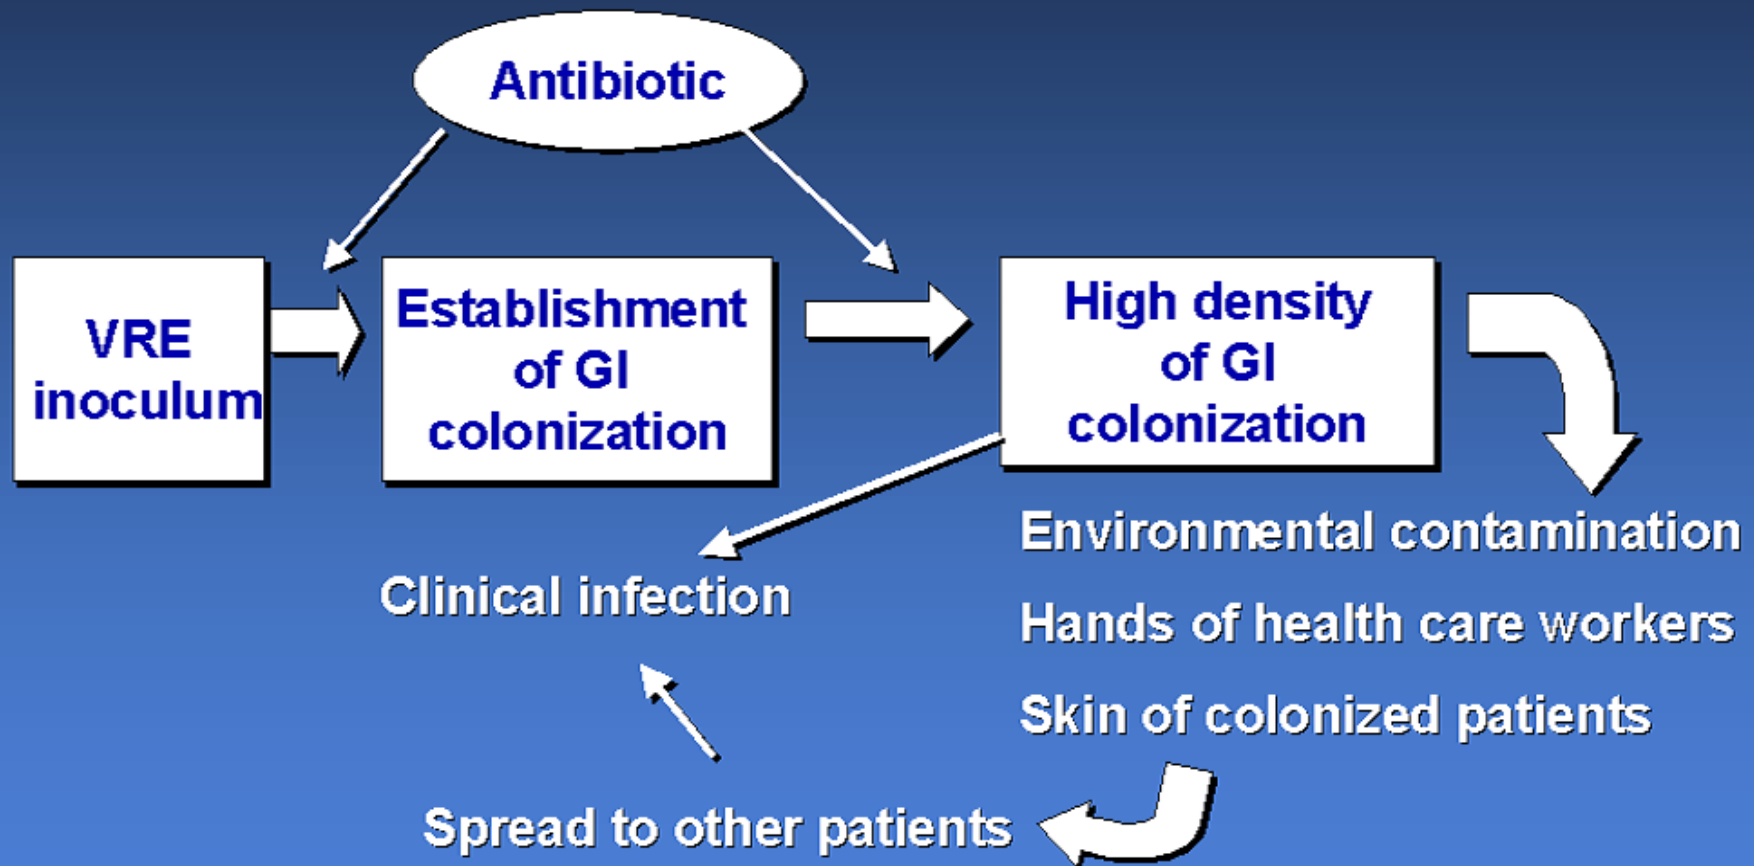 Antibiotic
VRE
inoculum
Establishment
of GI
colonization
High density
of GI
colonization
Environmental contamination
Clinical infection
Hands of health care workers
Skin of colonized patients
Spread to other patients